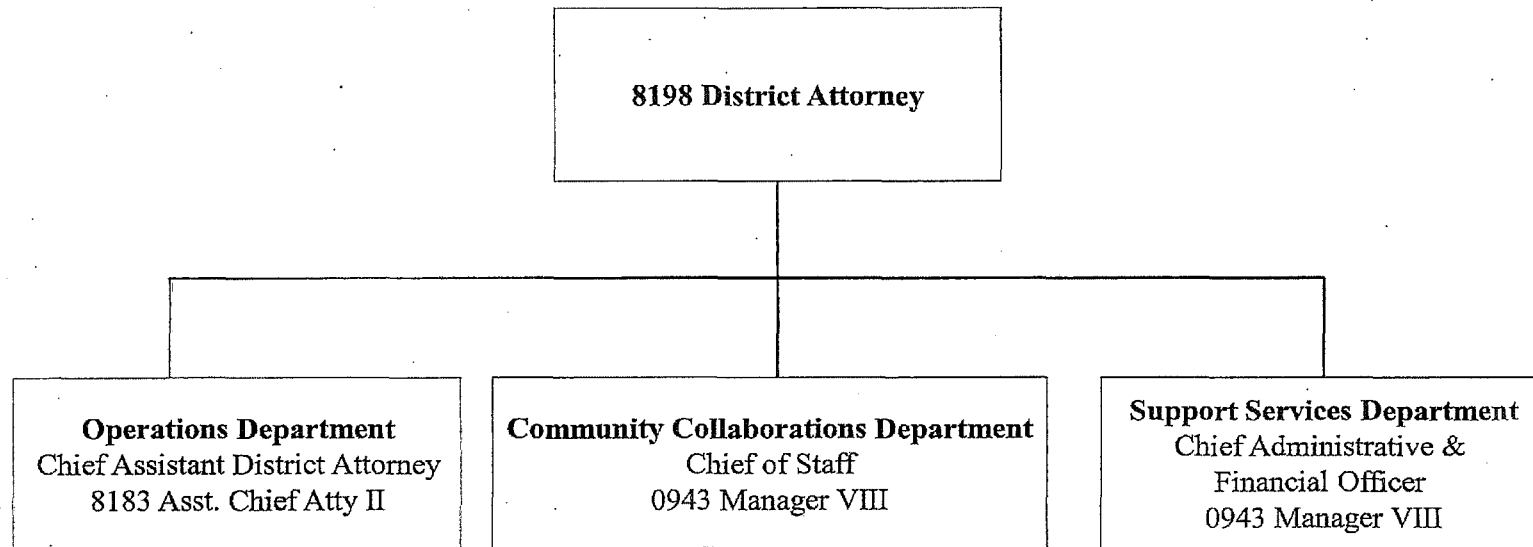 8198 District Attorney
Operations Department
Chief Assistant District Attorney
8183 Asst. Chief Atty II
Community Collaborations Department
Chief of Staff
0943 Manager VIII
Support Services Department
Chief Administrative &
Financial Officer
0943 Manager VIII